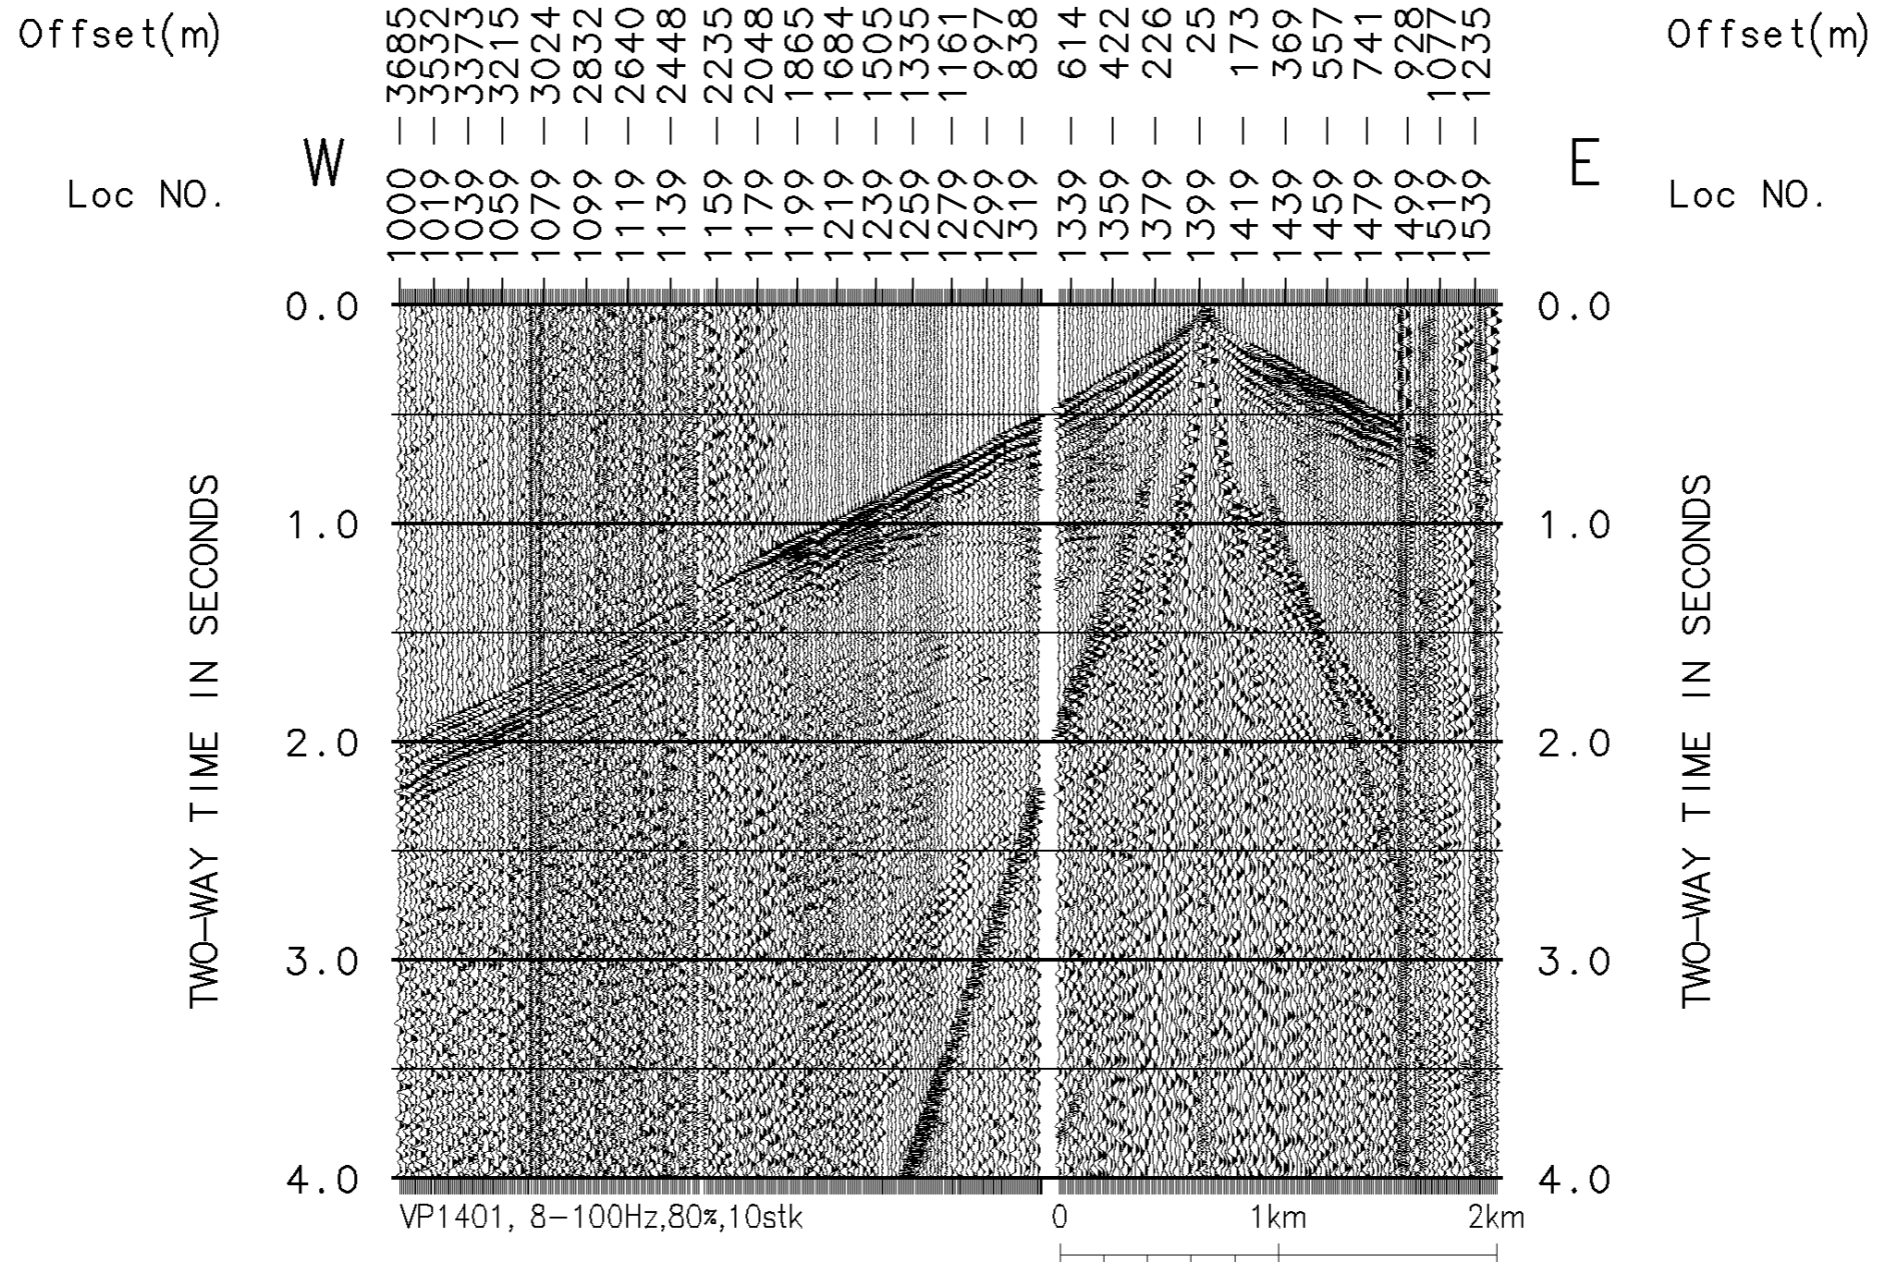 Offset(m) 3685 3532 3373 3215 3024 2832 2640 2448 2235 2048 1865 1684 1505 1335 1161 997 838 614 422 226 25 173 369 557 741 928 1077 1235 Offset(m)
W E
Loc NO. 1000 1019 1039 1059 1079 1099 1119 1139 1159 1179 1199 1219 1239 1259 1279 1299 1319 1339 1359 1379 1399 1419 1439 1459 1479 1499 1519 1539 Loc NO.
0.0 0.0
1.0 1.0
2.0 2.0
3.0 3.0
4.0 4.0
TWO-WAY TIME IN SECONDS
TWO-WAY TIME IN SECONDS
VP1401, 8-100Hz,80%,10stk 0 1km 2km